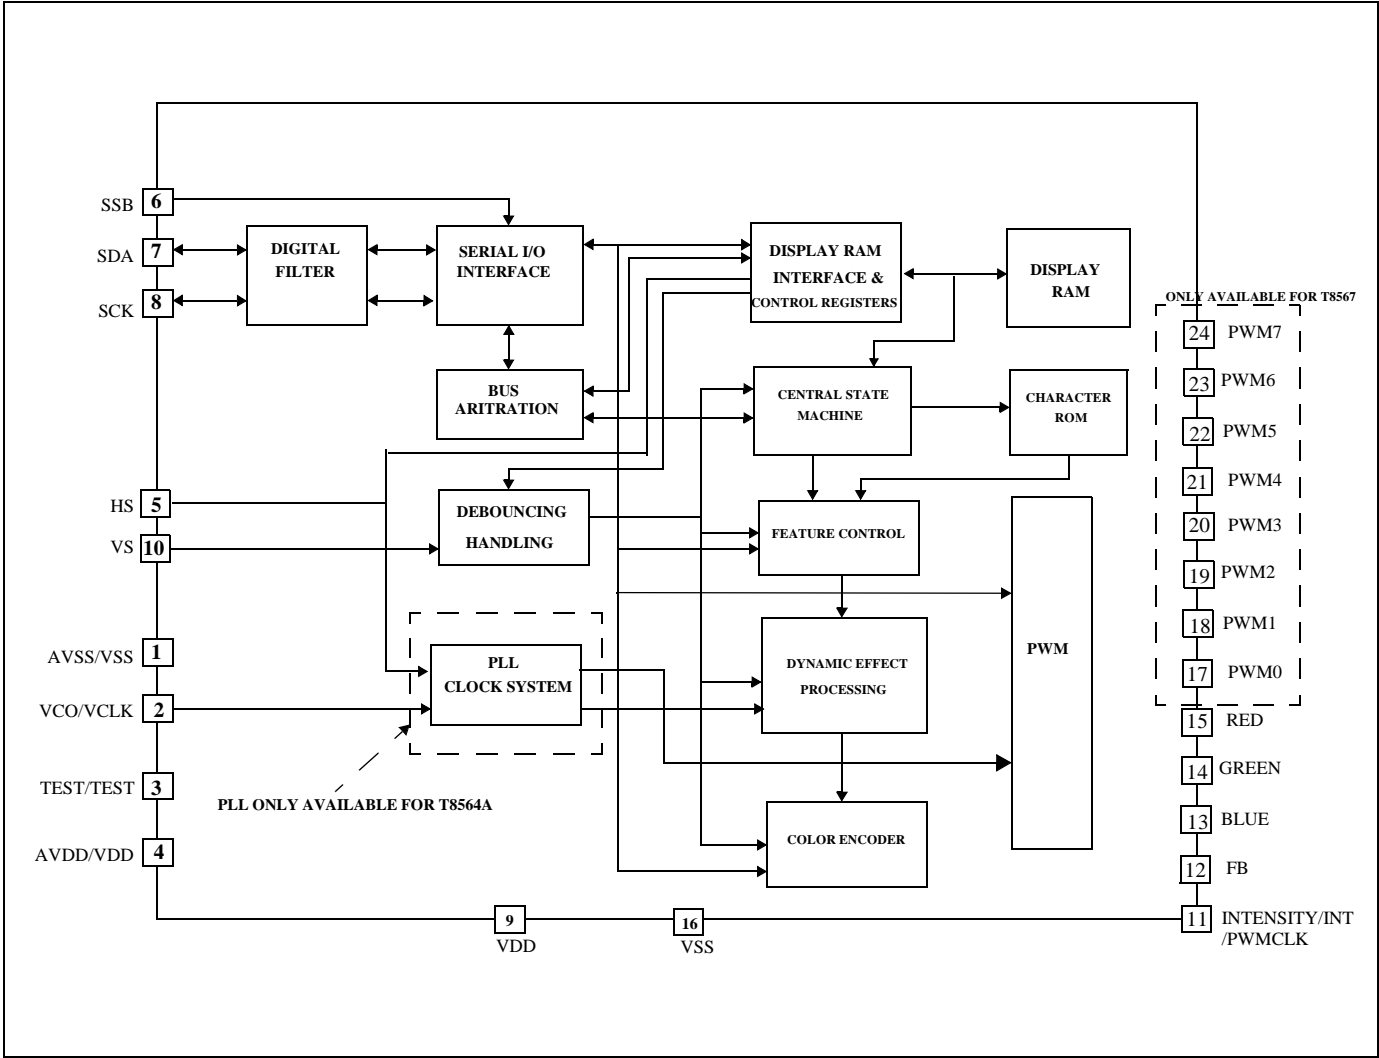 SSB
6
SDA
7
SCK
8
DIGITAL
FILTER
SERIAL I/O
INTERFACE
DISPLAY RAM
INTERFACE &
CONTROL REGISTERS
DISPLAY
RAM
ONLY AVAILABLE FOR T8567
24
PWM7
23
PWM6
22
PWM5
21
PWM4
20
PWM3
19
PWM2
18
PWM1
17
PWM0
BUS
ARITRATION
CENTRAL STATE
MACHINE
CHARACTER
ROM
HS
5
VS
10
DEBOUNCING
HANDLING
FEATURE CONTROL
PWM
AVSS/VSS
1
VCO/VCLK
2
PLL
CLOCK SYSTEM
DYNAMIC EFFECT
PROCESSING
15
RED
14
GREEN
13
BLUE
12
FB
11
INTENSITY/INT
/PWMCLK
TEST/TEST
3
PLL ONLY AVAILABLE FOR T8564A
AVDD/VDD
4
COLOR ENCODER
9
VDD
16
VSS